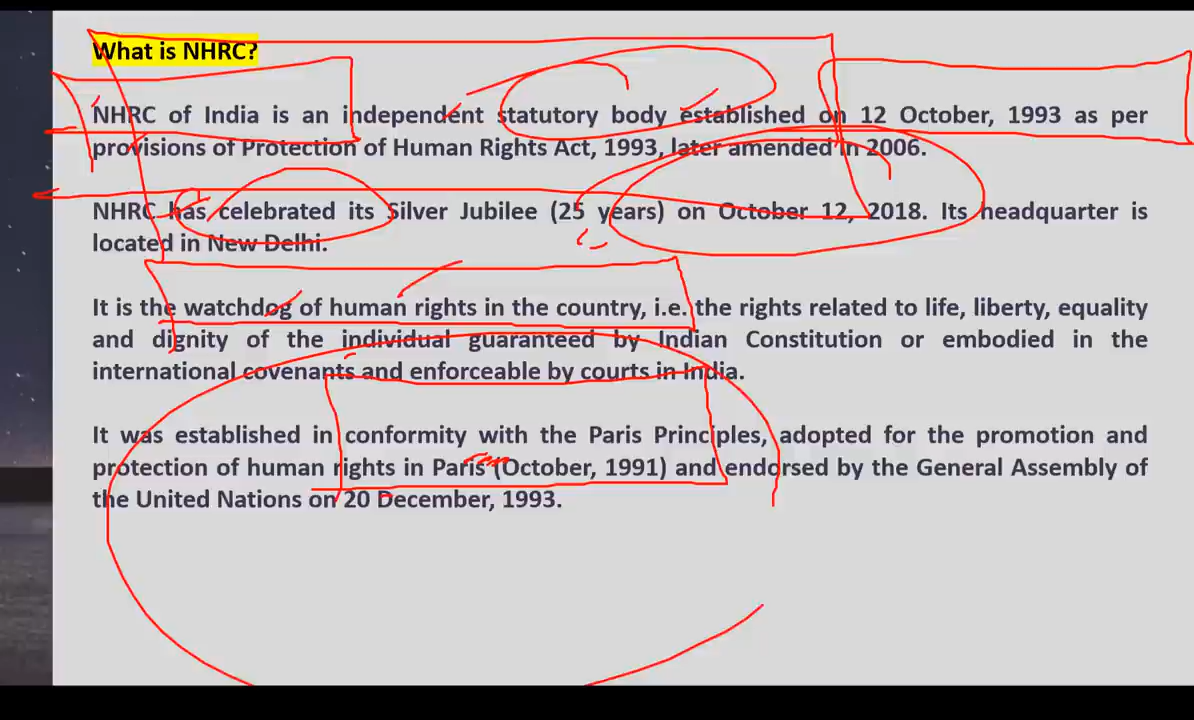 What is NHRC?
NHRC of India is an independent statutory body established on 12 October, 1993 as per
provisions of Protection of Human Rights Act, 1993, later amended in 2006.
NHRC has celebrated its Silver Jubilee (25 years) on October 12, 2018. Its headquarter is
located in New Delhi.
It is the watchdog of human rights in the country, i.e. the rights related to life, liberty, equality
and dignity of the individual guaranteed by Indian Constitution or embodied in the
international covenants and enforceable by courts in India.
It was established in conformity with the Paris Principles, adopted for the promotion and
protection of human rights in Paris (October, 1991) and endorsed by the General Assembly of
the United Nations on 20 December, 1993.